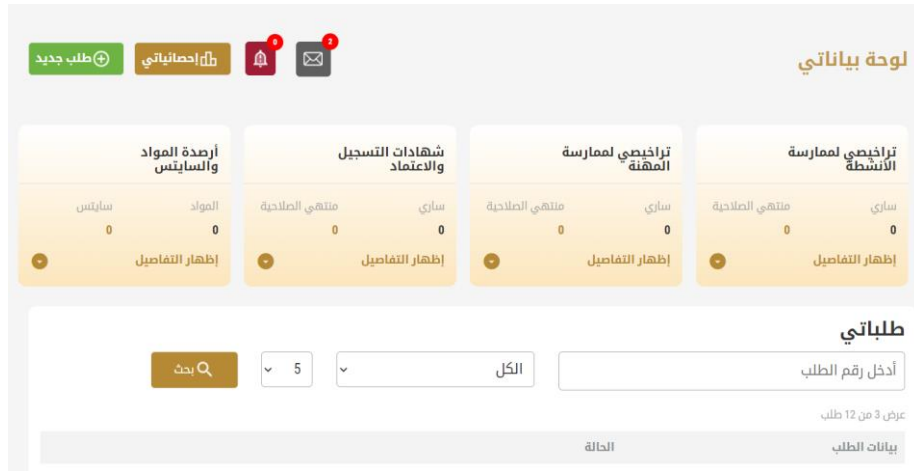 لوحة بياناتي
2
0
إحصائياتي
طلب جديد
تراخيصي لممارسة
الأنشطة
ساري
منتهي الصلاحية
0
0
إظهار التفاصيل
تراخيصي لممارسة
المهنة
ساري
منتهي الصلاحية
0
0
إظهار التفاصيل
شهادات التسجيل
والاعتماد
ساري
منتهي الصلاحية
0
0
إظهار التفاصيل
أرصدة المواد
والسايتس
المواد
سايتس
0
0
إظهار التفاصيل
طلباتي
أدخل رقم الطلب
الكل
5
بحث
عرض 3 من 12 طلب
بيانات الطلب
الحالة